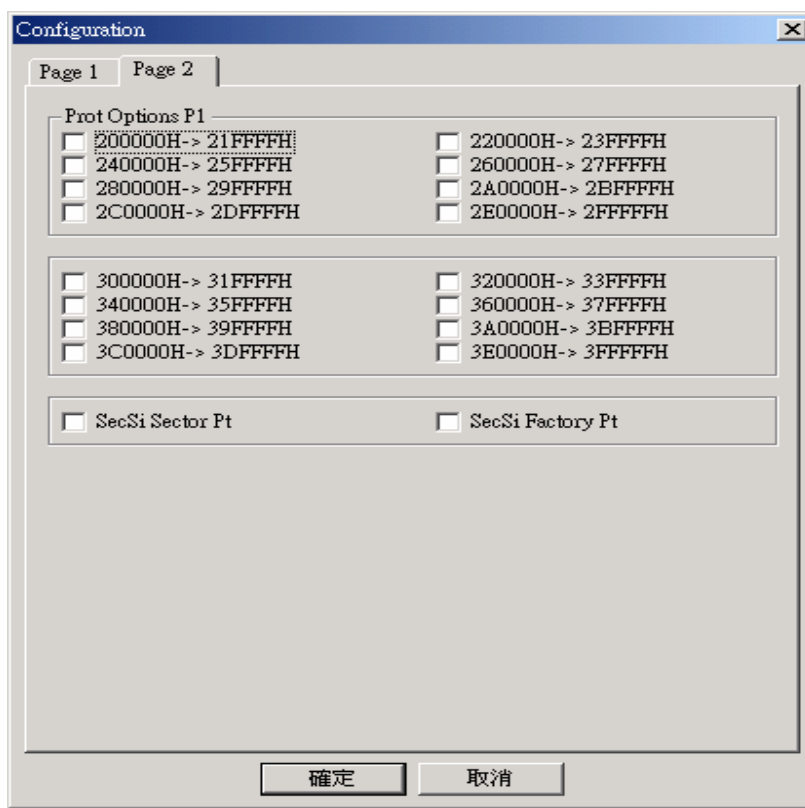 Configuration
Page 1 Page 2
Prot Options P1
200000H-> 21FFFFH 220000H-> 23FFFFH
240000H-> 25FFFFH 260000H-> 27FFFFH
280000H-> 29FFFFH 2A0000H-> 2BFFFFH
2C0000H-> 2DFFFFH 2E0000H-> 2FFFFFH
300000H-> 31FFFFH 320000H-> 33FFFFH
340000H-> 35FFFFH 360000H-> 37FFFFH
380000H-> 39FFFFH 3A0000H-> 3BFFFFH
3C0000H-> 3DFFFFH 3E0000H-> 3FFFFFH
SecSi Sector Pt SecSi Factory Pt
確定 取消